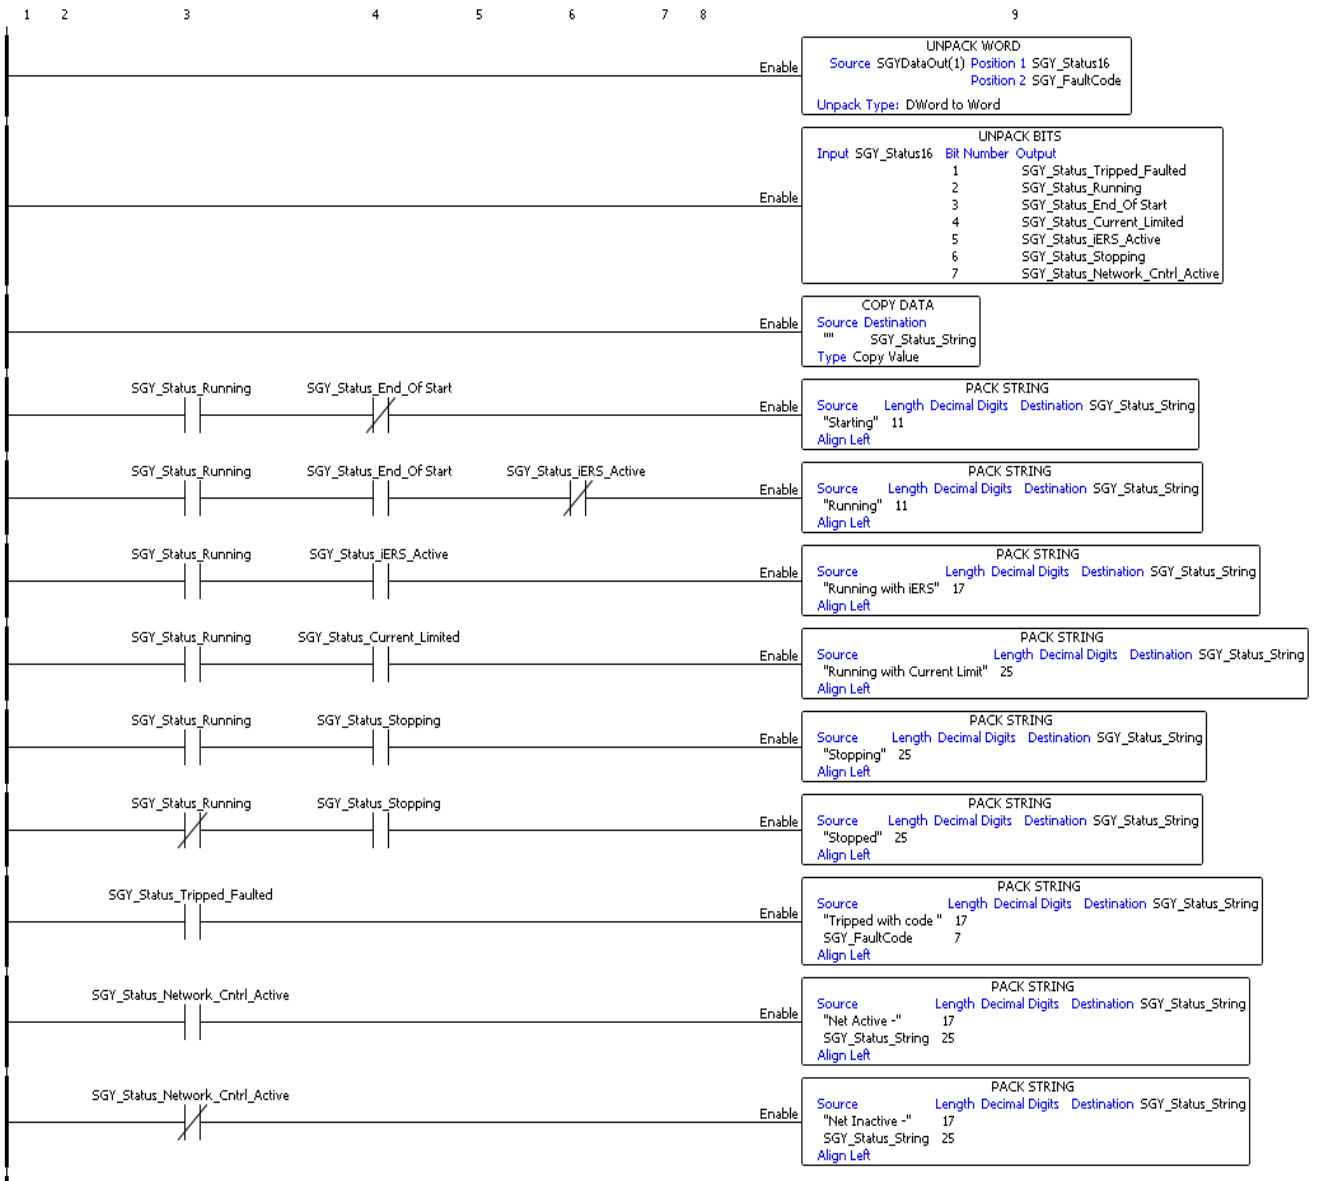 1 2 3 4 5 6 7 8 9
UNPACK WORD
Enable Source SGYDataOut(1) Position 1 SGY_Status16
Position 2 SGY_FaultCode
Unpack Type: DWord to Word
UNPACK BITS
Input SGY_Status16 Bit Number Output
1 SGY_Status_Tripped_Faulted
2 SGY_Status_Running
Enable 3 SGY_Status_End_Of Start
4 SGY_Status_Current_Limited
5 SGY_Status_iERS_Active
6 SGY_Status_Stopping
7 SGY_Status_Network_Cntrl_Active
COPY DATA
Enable Source Destination
"" SGY_Status_String
Type Copy Value
SGY_Status_Running SGY_Status_End_Of Start PACK STRING
Enable Source Length Decimal Digits Destination SGY_Status_String
"Starting" 11
Align Left
SGY_Status_Running SGY_Status_End_Of Start SGY_Status_iERS_Active PACK STRING
Enable Source Length Decimal Digits Destination SGY_Status_String
"Running" 11
Align Left
SGY_Status_Running SGY_Status_iERS_Active PACK STRING
Enable Source Length Decimal Digits Destination SGY_Status_String
"Running with iERS" 17
Align Left
SGY_Status_Running SGY_Status_Current_Limited PACK STRING
Enable Source Length Decimal Digits Destination SGY_Status_String
"Running with Current Limit" 25
Align Left
SGY_Status_Running SGY_Status_Stopping PACK STRING
Enable Source Length Decimal Digits Destination SGY_Status_String
"Stopping" 25
Align Left
SGY_Status_Running SGY_Status_Stopping PACK STRING
Enable Source Length Decimal Digits Destination SGY_Status_String
"Stopped" 25
Align Left
SGY_Status_Tripped_Faulted PACK STRING
Enable Source Length Decimal Digits Destination SGY_Status_String
"Tripped with code " 17
SGY_FaultCode 7
Align Left
SGY_Status_Network_Cntrl_Active PACK STRING
Enable Source Length Decimal Digits Destination SGY_Status_String
"Net Active -" 17
SGY_Status_String 25
Align Left
SGY_Status_Network_Cntrl_Active PACK STRING
Enable Source Length Decimal Digits Destination SGY_Status_String
"Net Inactive -" 17
SGY_Status_String 25
Align Left